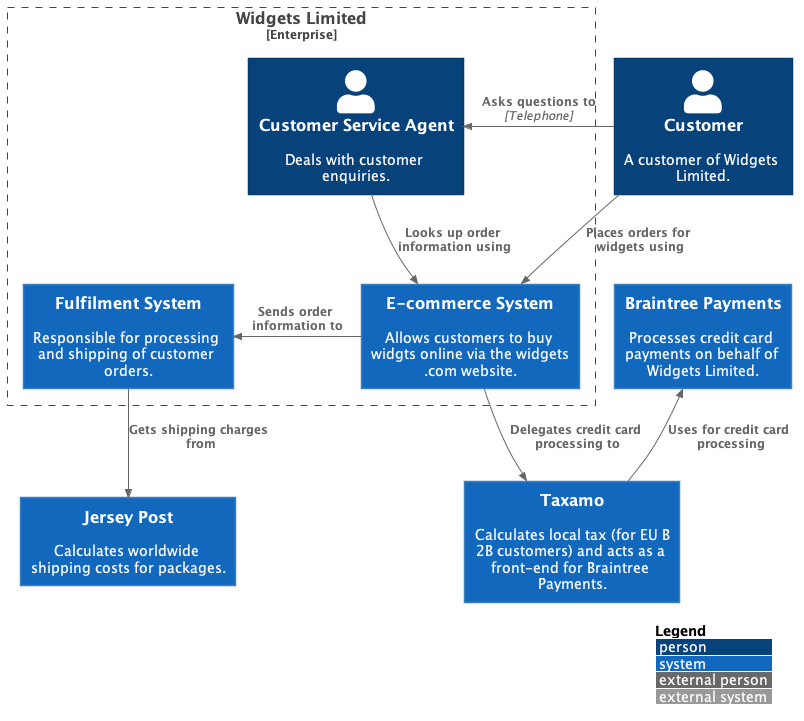 Widgets Limited
[Enterprise]
Customer Service Agent
Deals with customer
enquiries.
Asks questions to
[Telephone]
Customer
A customer of Widgets
Limited.
Looks up order
information using
Places orders for
widgets using
Fulfilment System
Responsible for processing
and shipping of customer
orders.
Sends order
information to
E-commerce System
Allows customers to buy
widgts online via the widgets
.com website.
Braintree Payments
Processes credit card
payments on behalf of
Widgets Limited.
Gets shipping charges
from
Delegates credit card
processing to
Uses for credit card
processing
Jersey Post
Calculates worldwide
shipping costs for packages.
Taxamo
Calculates local tax (for EU B
2B customers) and acts as a
front-end for Braintree
Payments.
Legend
person
system
external person
external system